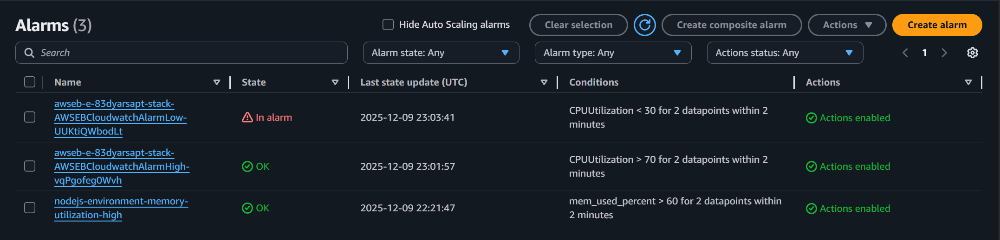 Alarms (3)
Hide Auto Scaling alarms
Clear selection
Create composite alarm
Actions
Create alarm
Search
Alarm state: Any
Alarm type: Any
Actions status: Any
1
Name
State
Last state update (UTC)
Conditions
Actions
awseb-e-83dyarsapt-stack-
AWSEBCloudwatchAlarmLow-
UUKtiQWbodLt
In alarm
2025-12-09 23:03:41
CPUUtilization < 30 for 2 datapoints within 2
minutes
Actions enabled
awseb-e-83dyarsapt-stack-
AWSEBCloudwatchAlarmHigh-
vqPgofeg0Wvh
OK
2025-12-09 23:01:57
CPUUtilization > 70 for 2 datapoints within 2
minutes
Actions enabled
nodejs-environment-memory-
utilization-high
OK
2025-12-09 22:21:47
mem_used_percent > 60 for 2 datapoints within
2 minutes
Actions enabled